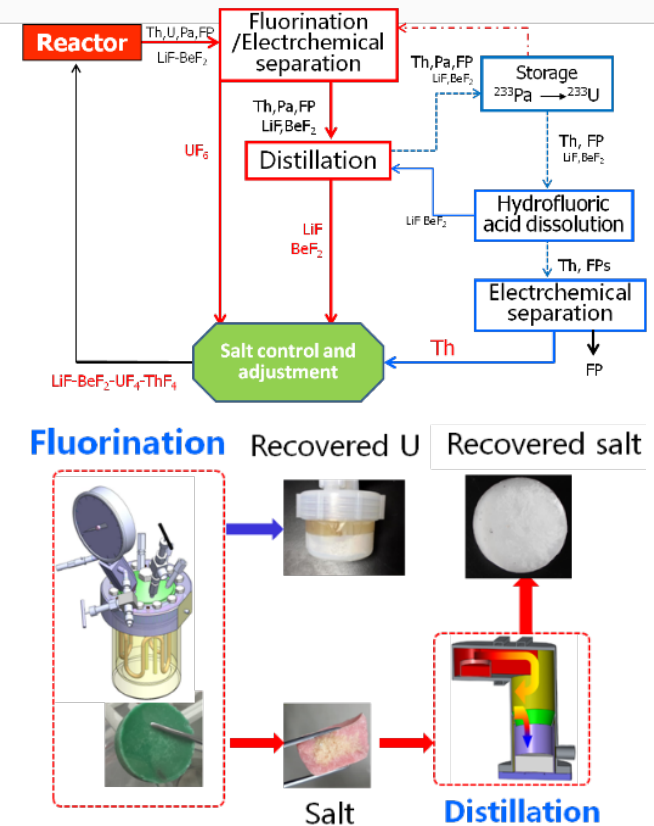 Reactor
Th,U,Pa,FP
LiF-BeF₂
Fluorination
/Electrchemical
separation
Th,Pa,FP
LiF,BeF₂
Storage
²³³Pa → ²³³U
Th,Pa,FP
LiF,BeF₂
UF₆
Distillation
Th, FP
LiF,BeF₂
LiF BeF₂
Hydrofluoric
acid dissolution
LiF
BeF₂
Th, FPs
Electrchemical
separation
Salt control and
adjustment
Th
FP
LiF-BeF₂-UF₄-ThF₄
Fluorination
Recovered U
Recovered salt
Salt
Distillation